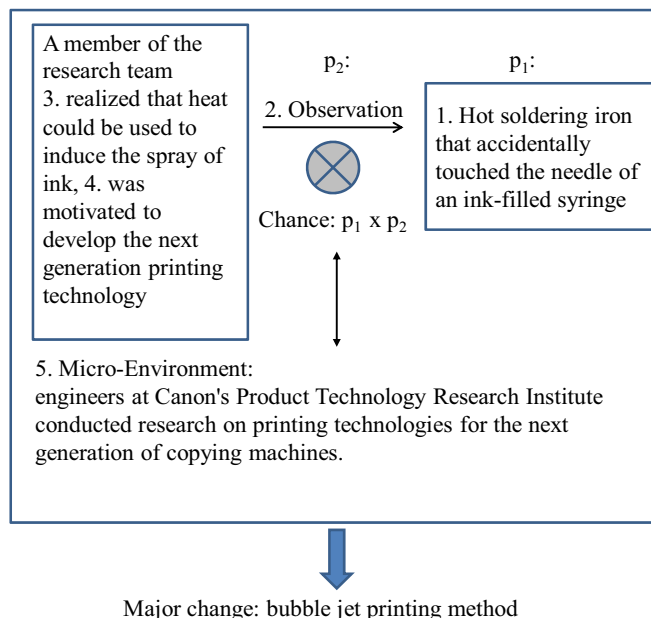 A member of the
research team
3. realized that heat
could be used to
induce the spray of
ink, 4. was
motivated to
develop the next
generation printing
technology
p₂:
2. Observation
Chance: p₁ x p₂
p₁:
1. Hot soldering iron
that accidentally
touched the needle of
an ink-filled syringe
5. Micro-Environment:
engineers at Canon's Product Technology Research Institute
conducted research on printing technologies for the next
generation of copying machines.
Major change: bubble jet printing method